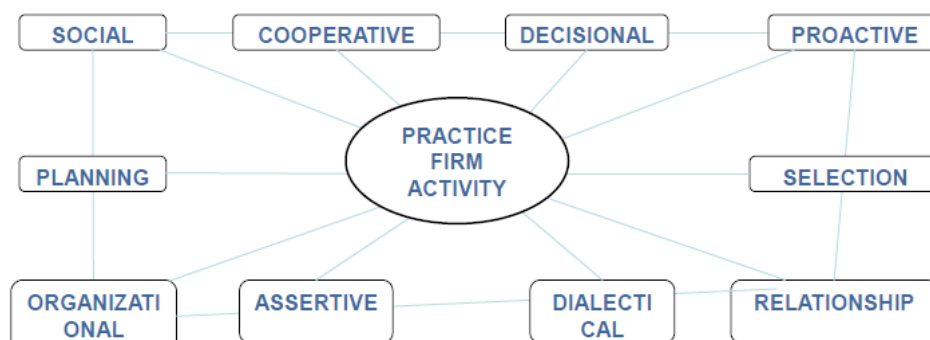 SOCIAL
COOPERATIVE
DECISIONAL
PROACTIVE
PRACTICE
FIRM
ACTIVITY
PLANNING
SELECTION
ORGANIZATI
ONAL
ASSERTIVE
DIALECTI
CAL
RELATIONSHIP